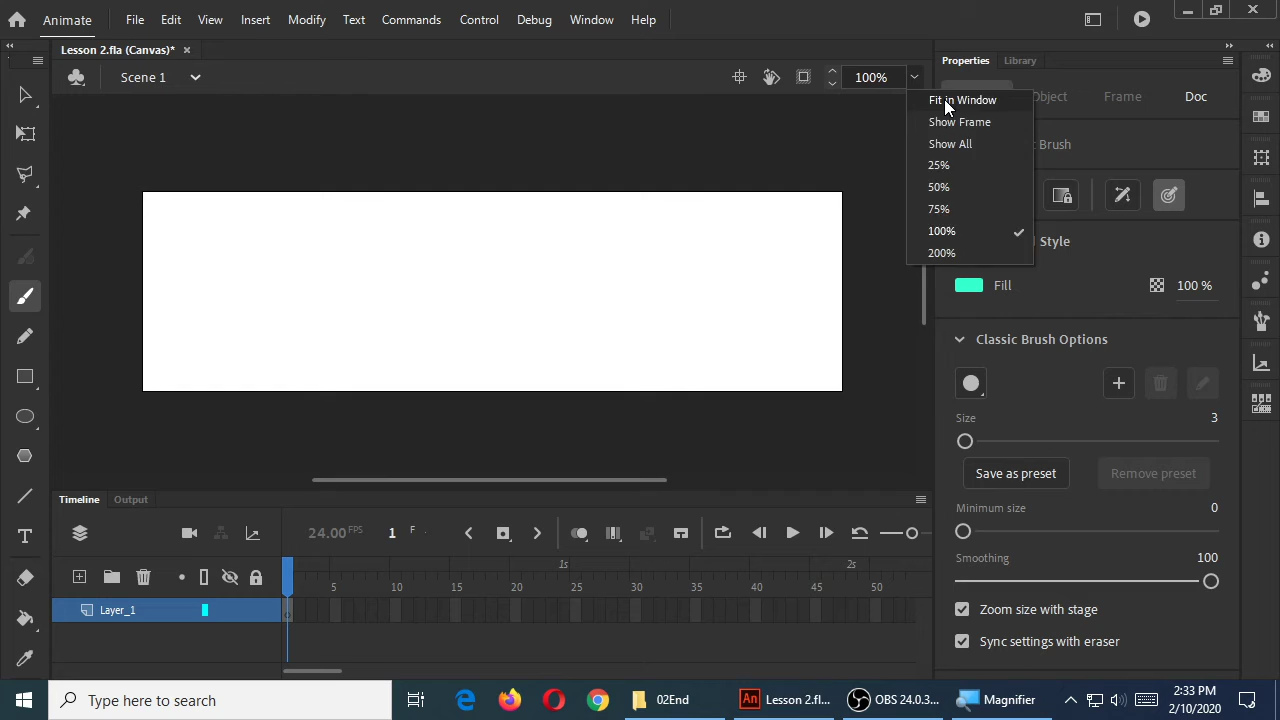 Animate File Edit View Insert Modify Text Commands Control Debug Window Help
Lesson 2.fla (Canvas)* Properties Library
Scene 1 100%
Fit in Window
Object Frame Doc
Show Frame
Show All
Brush
25%
50%
75%
100%
200%
Style
Fill 100 %
Classic Brush Options
Size 3
Save as preset Remove preset
Minimum size 0
Smoothing 100
Zoom size with stage
Sync settings with eraser
Timeline Output
24.00 FPS 1 F
1s 2s
5 10 15 20 25 30 35 40 45 50
Layer_1
Type here to search
02End
An Lesson 2.fl...
OBS 24.0.3...
Magnifier
2:33 PM
2/10/2020